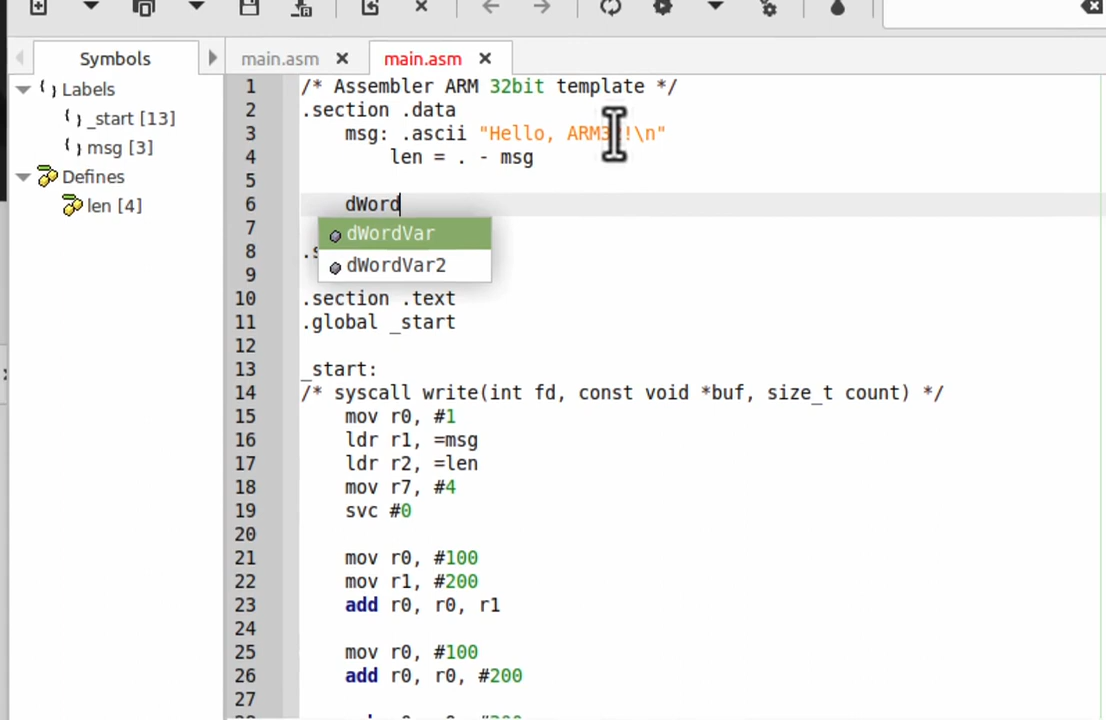 Symbols
main.asm
main.asm
Labels
_start [13]
msg [3]
Defines
len [4]
1 /* Assembler ARM 32bit template */
2 .section .data
3 msg: .ascii "Hello, ARM3!\n"
4 len = . - msg
5
6 dWord
dWordVar
dWordVar2
7
8 .s
9
10 .section .text
11 .global _start
12
13 _start:
14 /* syscall write(int fd, const void *buf, size_t count) */
15 mov r0, #1
16 ldr r1, =msg
17 ldr r2, =len
18 mov r7, #4
19 svc #0
20
21 mov r0, #100
22 mov r1, #200
23 add r0, r0, r1
24
25 mov r0, #100
26 add r0, r0, #200
27